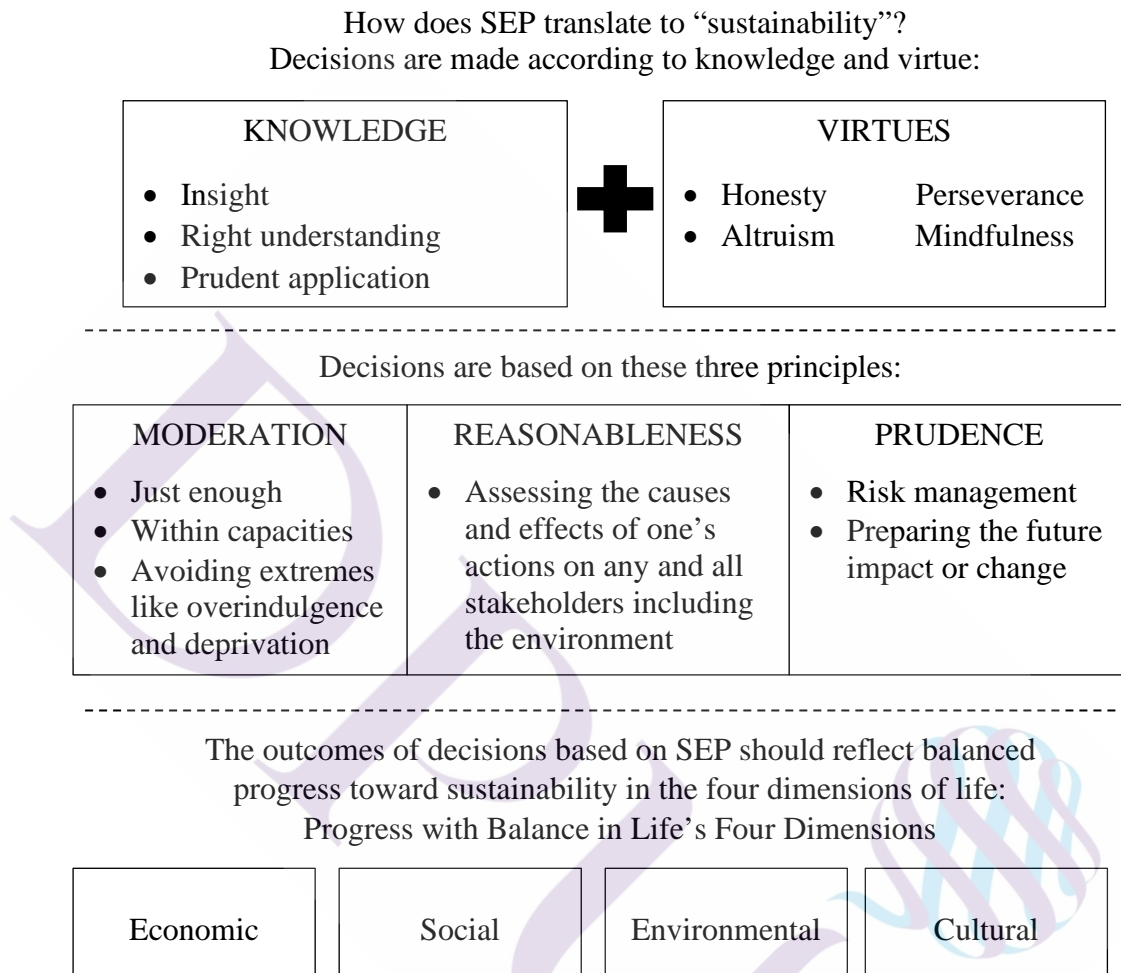 How does SEP translate to “sustainability”?
Decisions are made according to knowledge and virtue:
KNOWLEDGE
• Insight
• Right understanding
• Prudent application
VIRTUES
• Honesty Perseverance
• Altruism Mindfulness
Decisions are based on these three principles:
MODERATION
• Just enough
• Within capacities
• Avoiding extremes
like overindulgence
and deprivation
REASONABLENESS
• Assessing the causes
and effects of one’s
actions on any and all
stakeholders including
the environment
PRUDENCE
• Risk management
• Preparing the future
impact or change
The outcomes of decisions based on SEP should reflect balanced
progress toward sustainability in the four dimensions of life:
Progress with Balance in Life’s Four Dimensions
Economic
Social
Environmental
Cultural